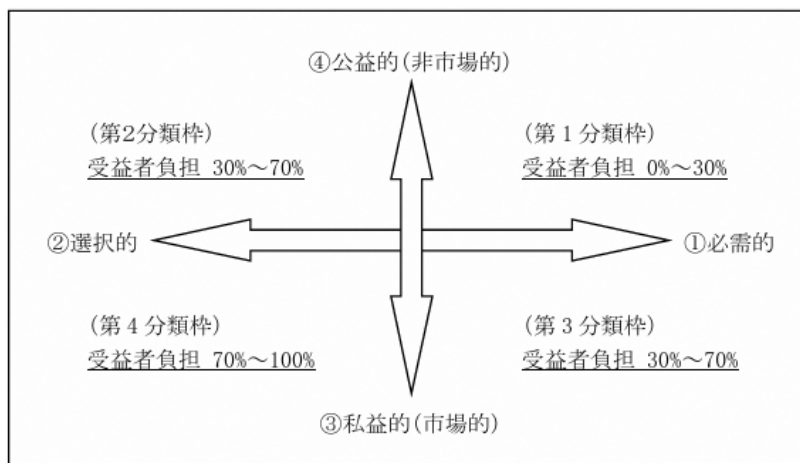 ④公益的(非市場的)
(第2分類枠)
受益者負担 30%～70%
(第1分類枠)
受益者負担 0%～30%
②選択的
①必需的
(第4分類枠)
受益者負担 70%～100%
(第3分類枠)
受益者負担 30%～70%
③私益的(市場的)